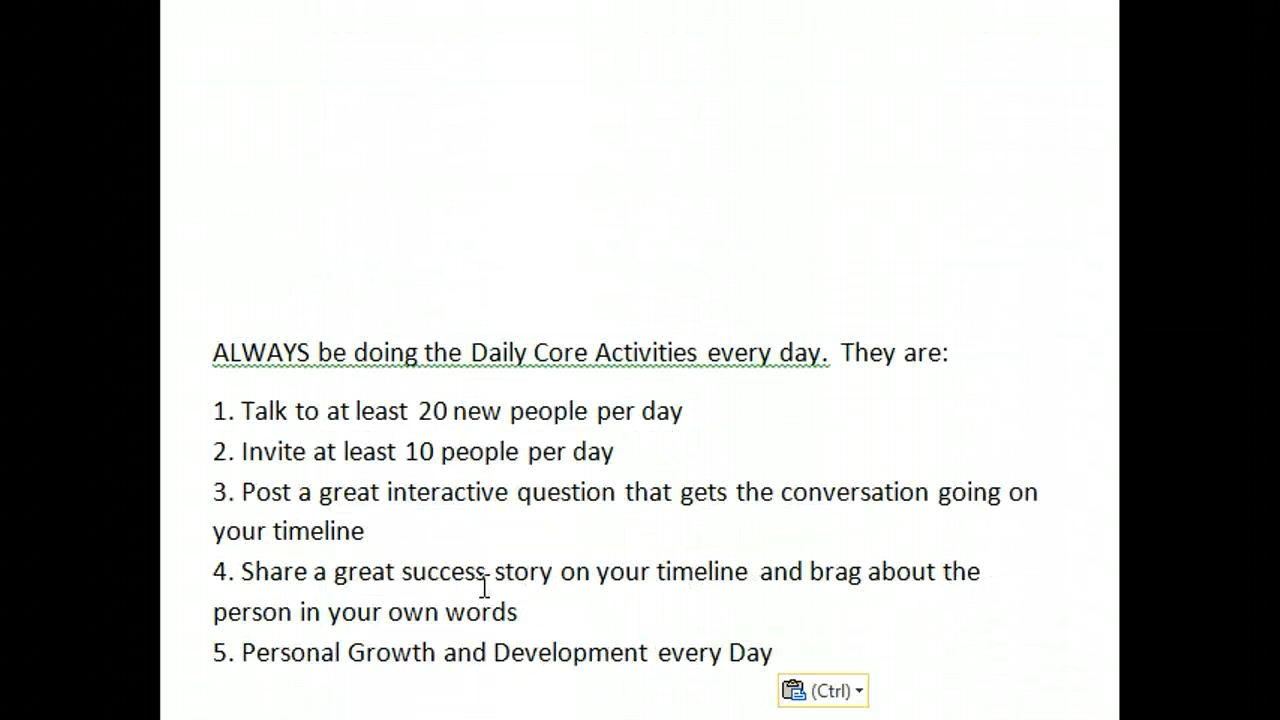 ALWAYS be doing the Daily Core Activities every day.  They are:
1. Talk to at least 20 new people per day
2. Invite at least 10 people per day
3. Post a great interactive question that gets the conversation going on
your timeline
4. Share a great success story on your timeline and brag about the
person in your own words
5. Personal Growth and Development every Day
(Ctrl)